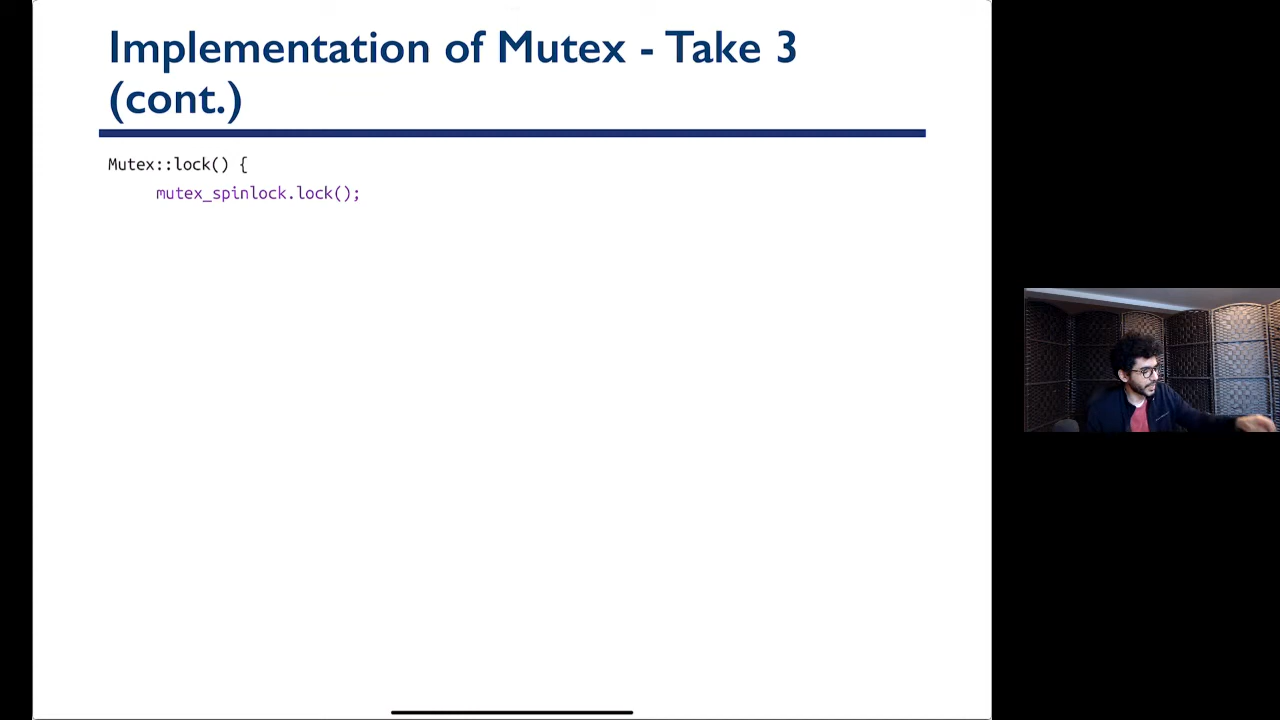 Implementation of Mutex - Take 3
(cont.)
Mutex::lock() {
mutex_spinlock.lock();